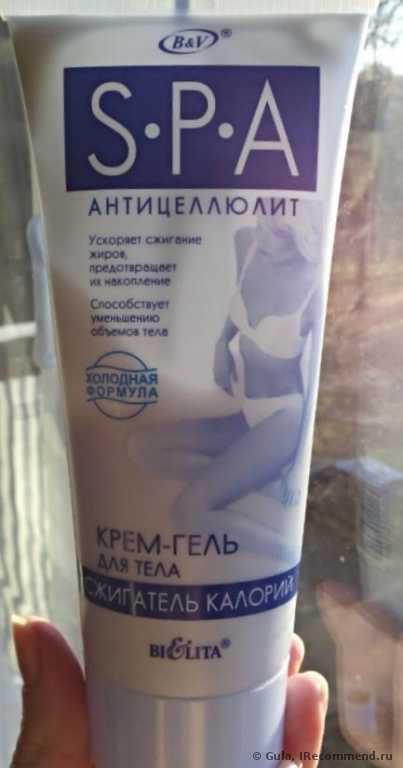 B&V®
S·P·A
АНТИЦЕЛЛЮЛИТ
Ускоряет сжигание
жиров,
предотвращает
их накопление
Способствует
уменьшению
объемов тела
ХОЛОДНАЯ
ФОРМУЛА
КРЕМ-ГЕЛЬ
ДЛЯ ТЕЛА
СЖИГАТЕЛЬ КАЛОРИЙ
BIELITA®
© Gula, IRecommend.ru